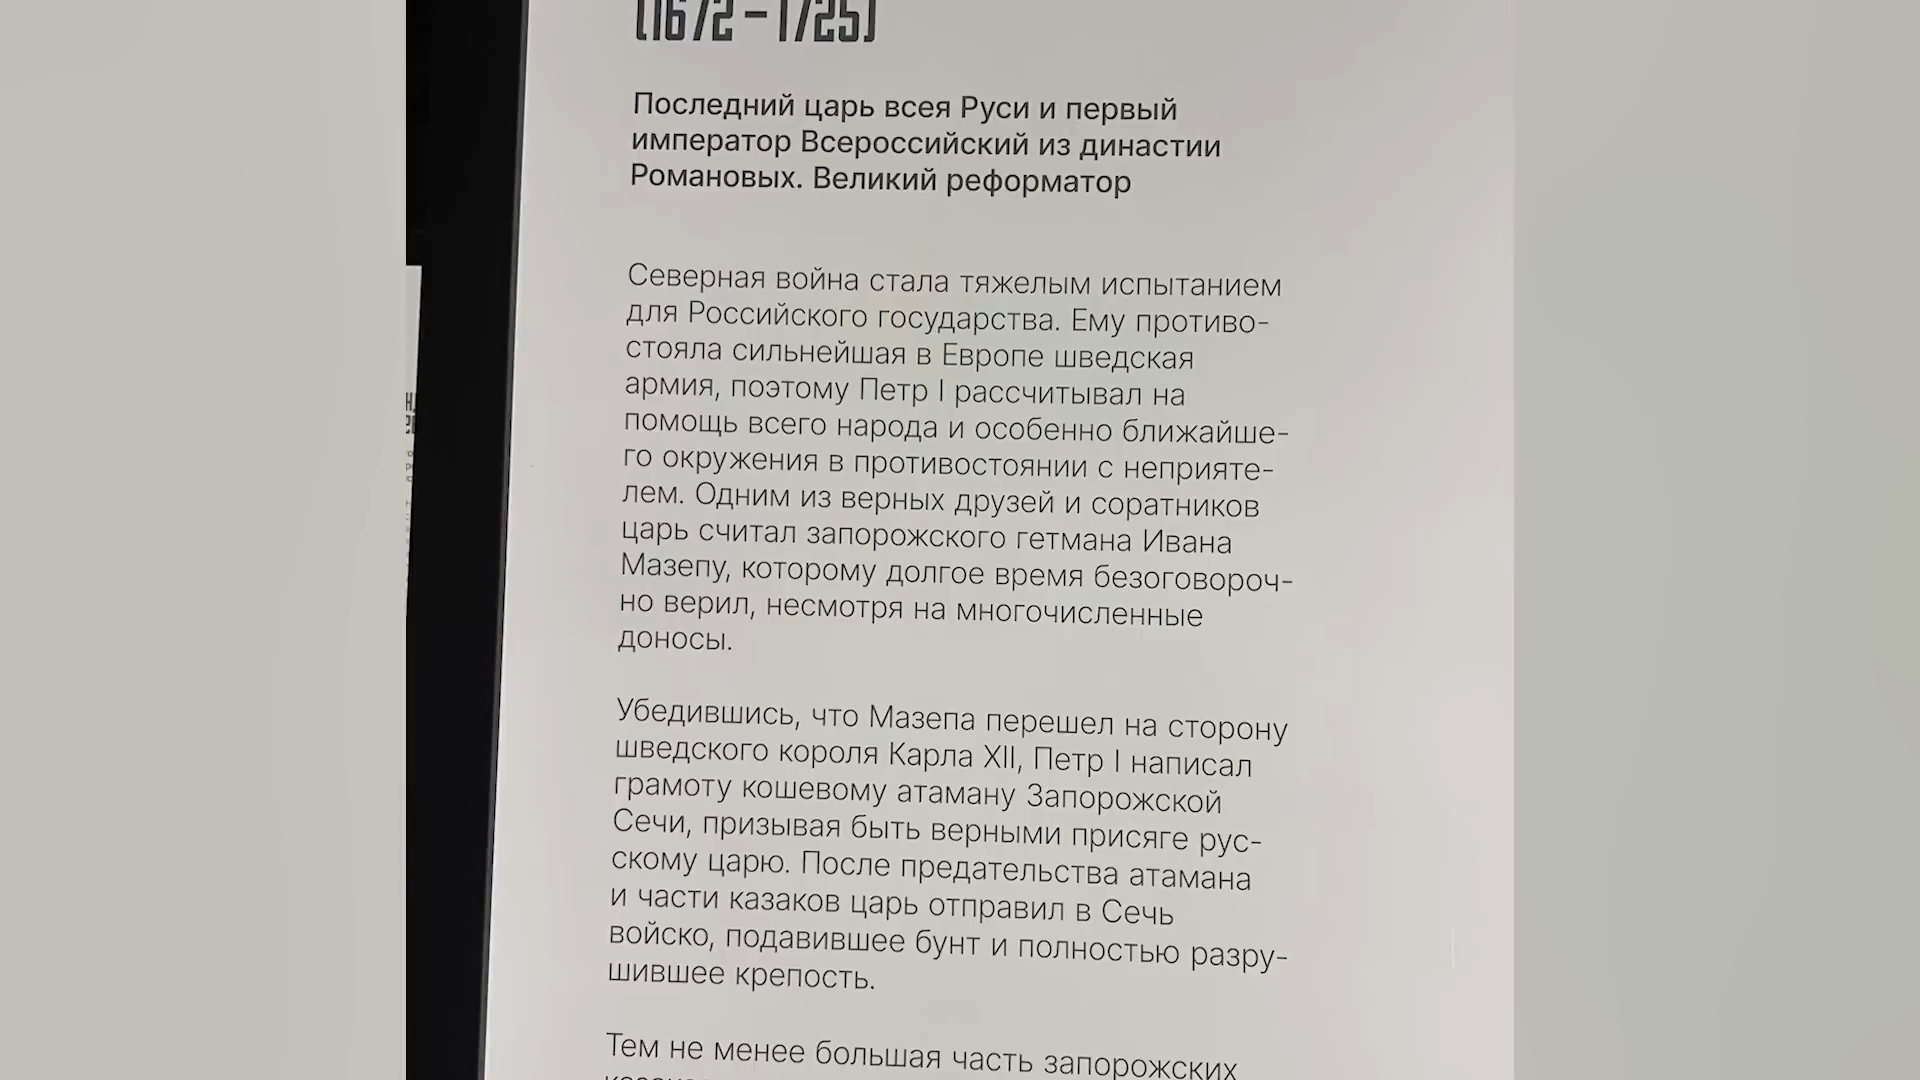 (1672 – 1725)
Последний царь всея Руси и первый
император Всероссийский из династии
Романовых. Великий реформатор
Северная война стала тяжелым испытанием
для Российского государства. Ему противо-
стояла сильнейшая в Европе шведская
армия, поэтому Петр I рассчитывал на
помощь всего народа и особенно ближайше-
го окружения в противостоянии с неприяте-
лем. Одним из верных друзей и соратников
царь считал запорожского гетмана Ивана
Мазепу, которому долгое время безоговороч-
но верил, несмотря на многочисленные
доносы.
Убедившись, что Мазепа перешел на сторону
шведского короля Карла XII, Петр I написал
грамоту кошевому атаману Запорожской
Сечи, призывая быть верными присяге рус-
скому царю. После предательства атамана
и части казаков царь отправил в Сечь
войско, подавившее бунт и полностью разру-
шившее крепость.
Тем не менее большая часть запорожских